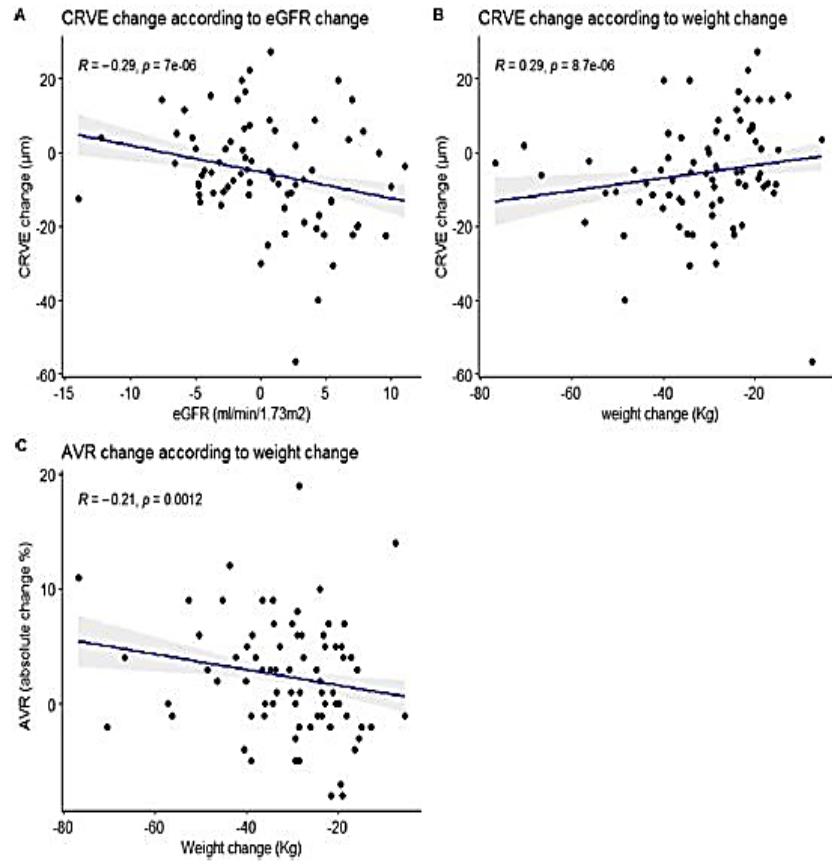 A CRVE change according to eGFR change
R = −0.29, p = 7e-06
CRVE change (µm)
20
0
-20
-40
-60
-15 -10 -5 0 5 10
eGFR (ml/min/1.73m2)
B CRVE change according to weight change
R = 0.29, p = 8.7e-06
CRVE change (µm)
20
0
-20
-40
-60
-80 -60 -40 -20
weight change (Kg)
C
AVR change according to weight change
R = −0.21, p = 0.0012
AVR (absolute change %)
20
10
0
-80 -60 -40 -20
Weight change (Kg)